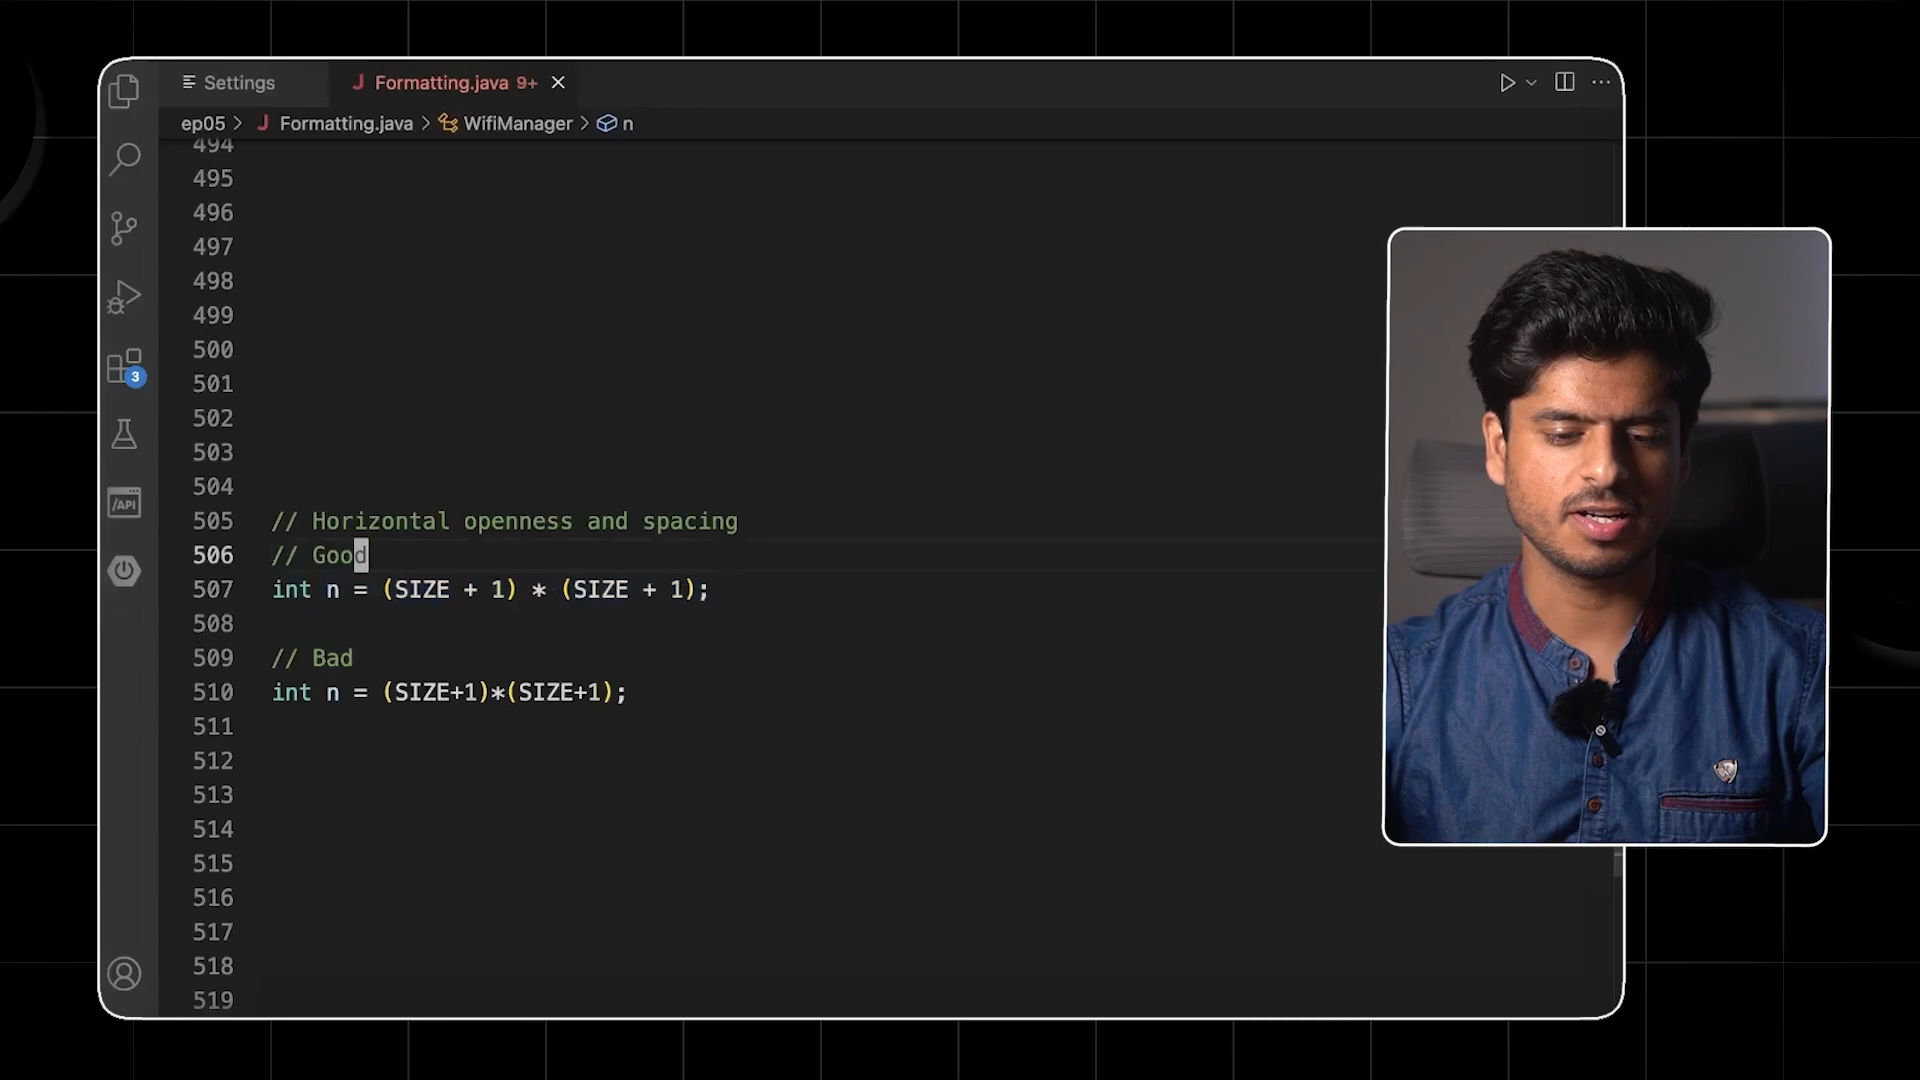 Settings
J Formatting.java 9+
ep05 > J Formatting.java > WifiManager > n
494
495
496
497
498
499
500
501
502
503
504
505 // Horizontal openness and spacing
506 // Good
507 int n = (SIZE + 1) * (SIZE + 1);
508
509 // Bad
510 int n = (SIZE+1)*(SIZE+1);
511
512
513
514
515
516
517
518
519
3
/API